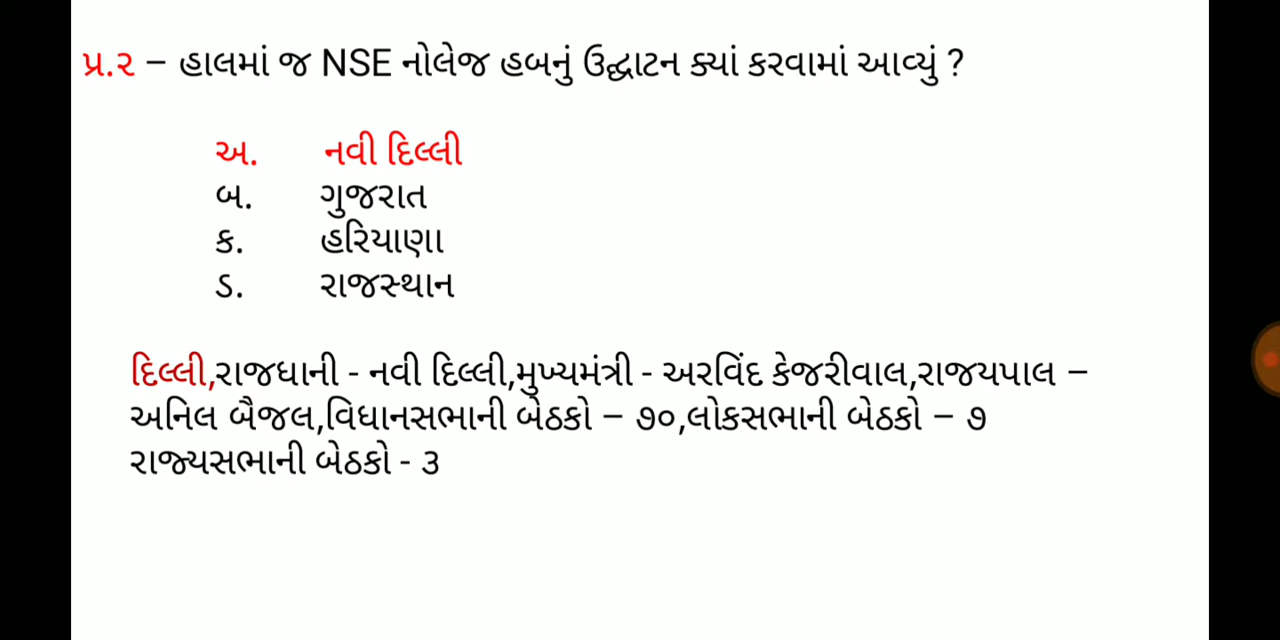 પ્ર.૨ – હાલમાં જ NSE નોલેજ હબનું ઉદ્ઘાટન ક્યાં કરવામાં આવ્યું ?
અ. નવી દિલ્લી
બ. ગુજરાત
ક. હરિયાણા
ડ. રાજસ્થાન
દિલ્લી,રાજધાની - નવી દિલ્લી,મુખ્યમંત્રી - અરવિંદ કેજરીવાલ,રાજયપાલ –
અનિલ બૈજલ,વિધાનસભાની બેઠકો – ૭૦,લોકસભાની બેઠકો – ૭
રાજ્યસભાની બેઠકો - ૩